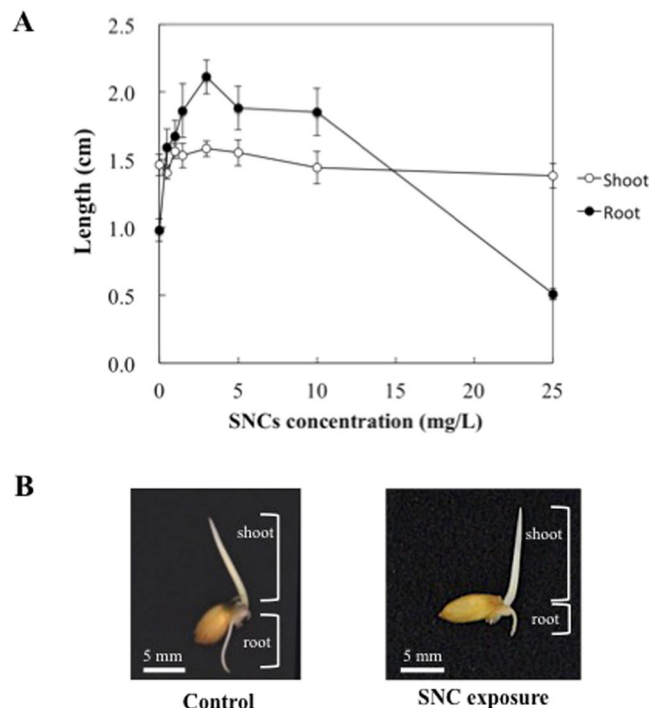 A
2.5
2.0
1.5
1.0
0.5
0.0
Length (cm)
0 5 10 15 20 25
SNCs concentration (mg/L)
Shoot
Root
B
shoot
root
5 mm
Control
shoot
root
5 mm
SNC exposure